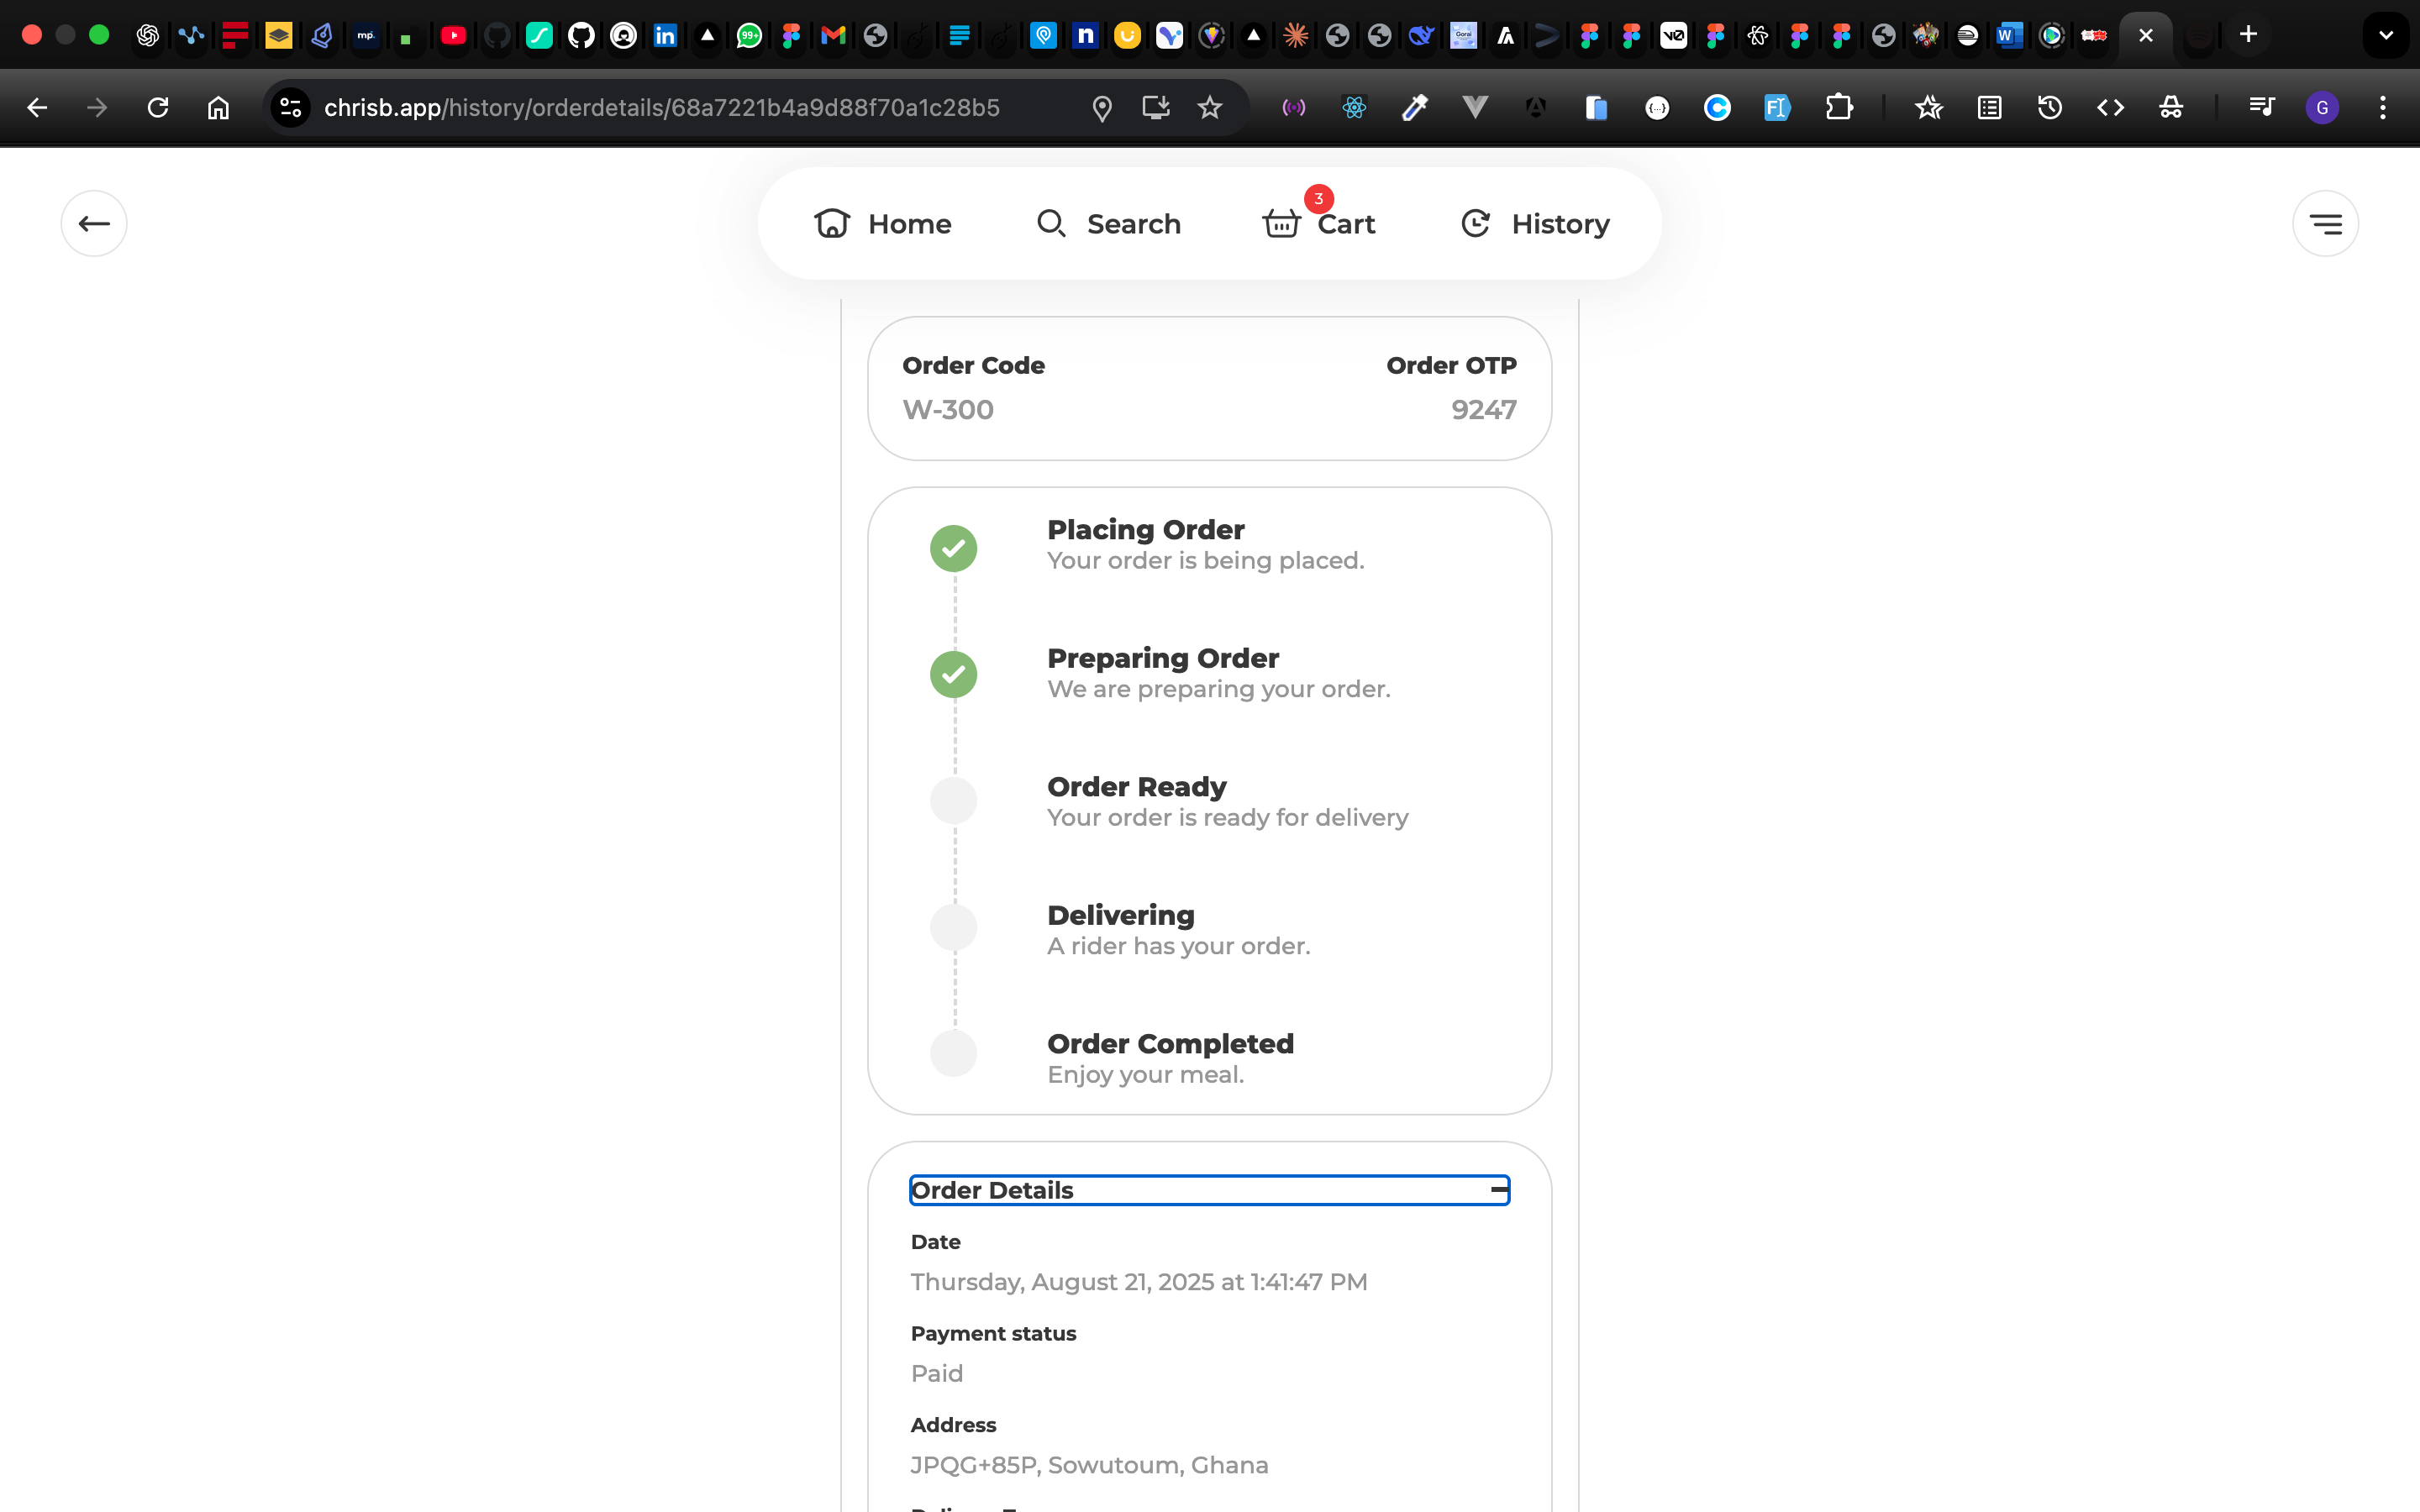 mp.
99+
chrisb.app/history/orderdetails/68a7221b4a9d88f70a1c28b5
G
Home
Search
3
Cart
History
Order Code
Order OTP
W-300
9247
Placing Order
Your order is being placed.
Preparing Order
We are preparing your order.
Order Ready
Your order is ready for delivery
Delivering
A rider has your order.
Order Completed
Enjoy your meal.
Order Details
Date
Thursday, August 21, 2025 at 1:41:47 PM
Payment status
Paid
Address
JPQG+85P, Sowutoum, Ghana